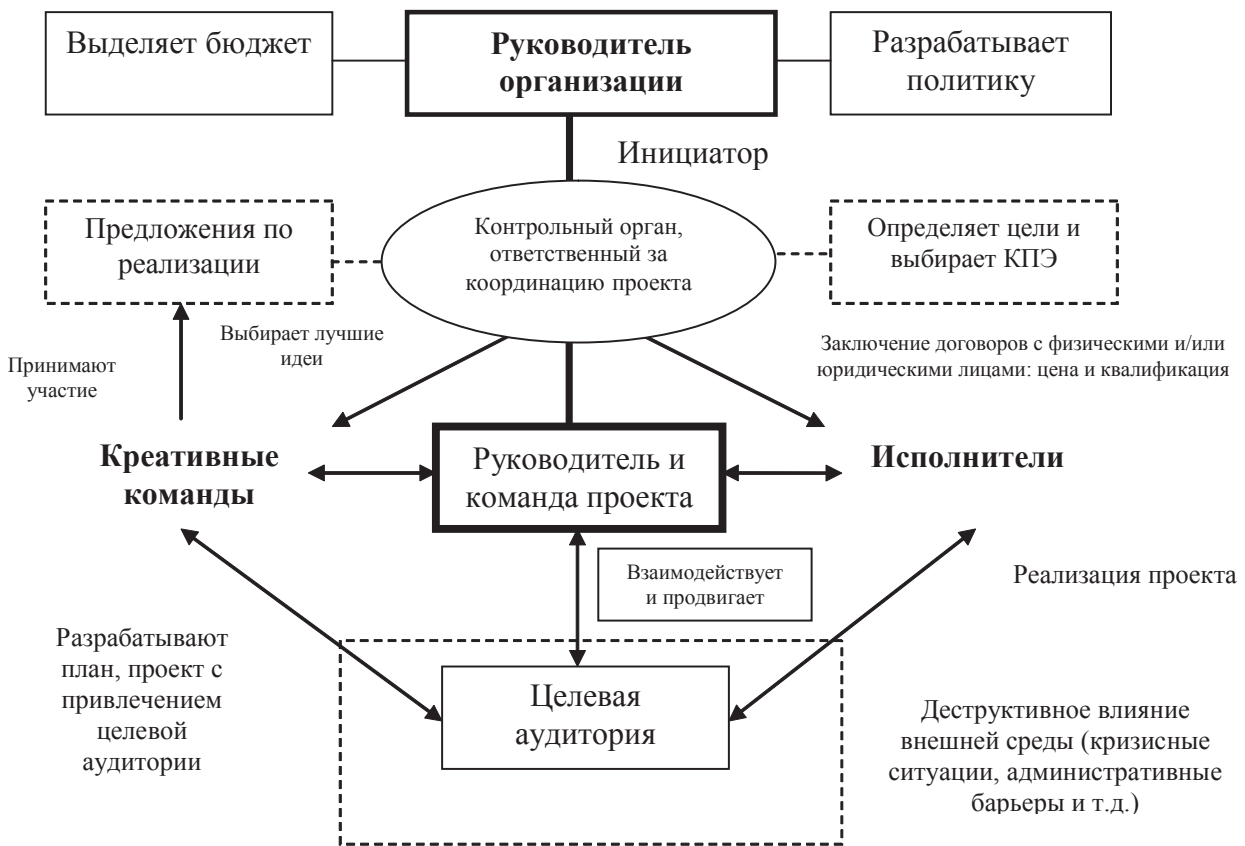 Выделяет бюджет
Руководитель
организации
Разрабатывает
политику
Инициатор
Предложения по
реализации
Контрольный орган,
ответственный за
координацию проекта
Определяет цели и
выбирает КПЭ
Принимают
участие
Выбирает лучшие
идеи
Заключение договоров с физическими и/или
юридическими лицами: цена и квалификация
Креативные
команды
Руководитель и
команда проекта
Исполнители
Взаимодействует
и продвигает
Реализация проекта
Разрабатывают
план, проект с
привлечением
целевой
аудитории
Целевая
аудитория
Деструктивное влияние
внешней среды (кризисные
ситуации, административные
барьеры и т.д.)